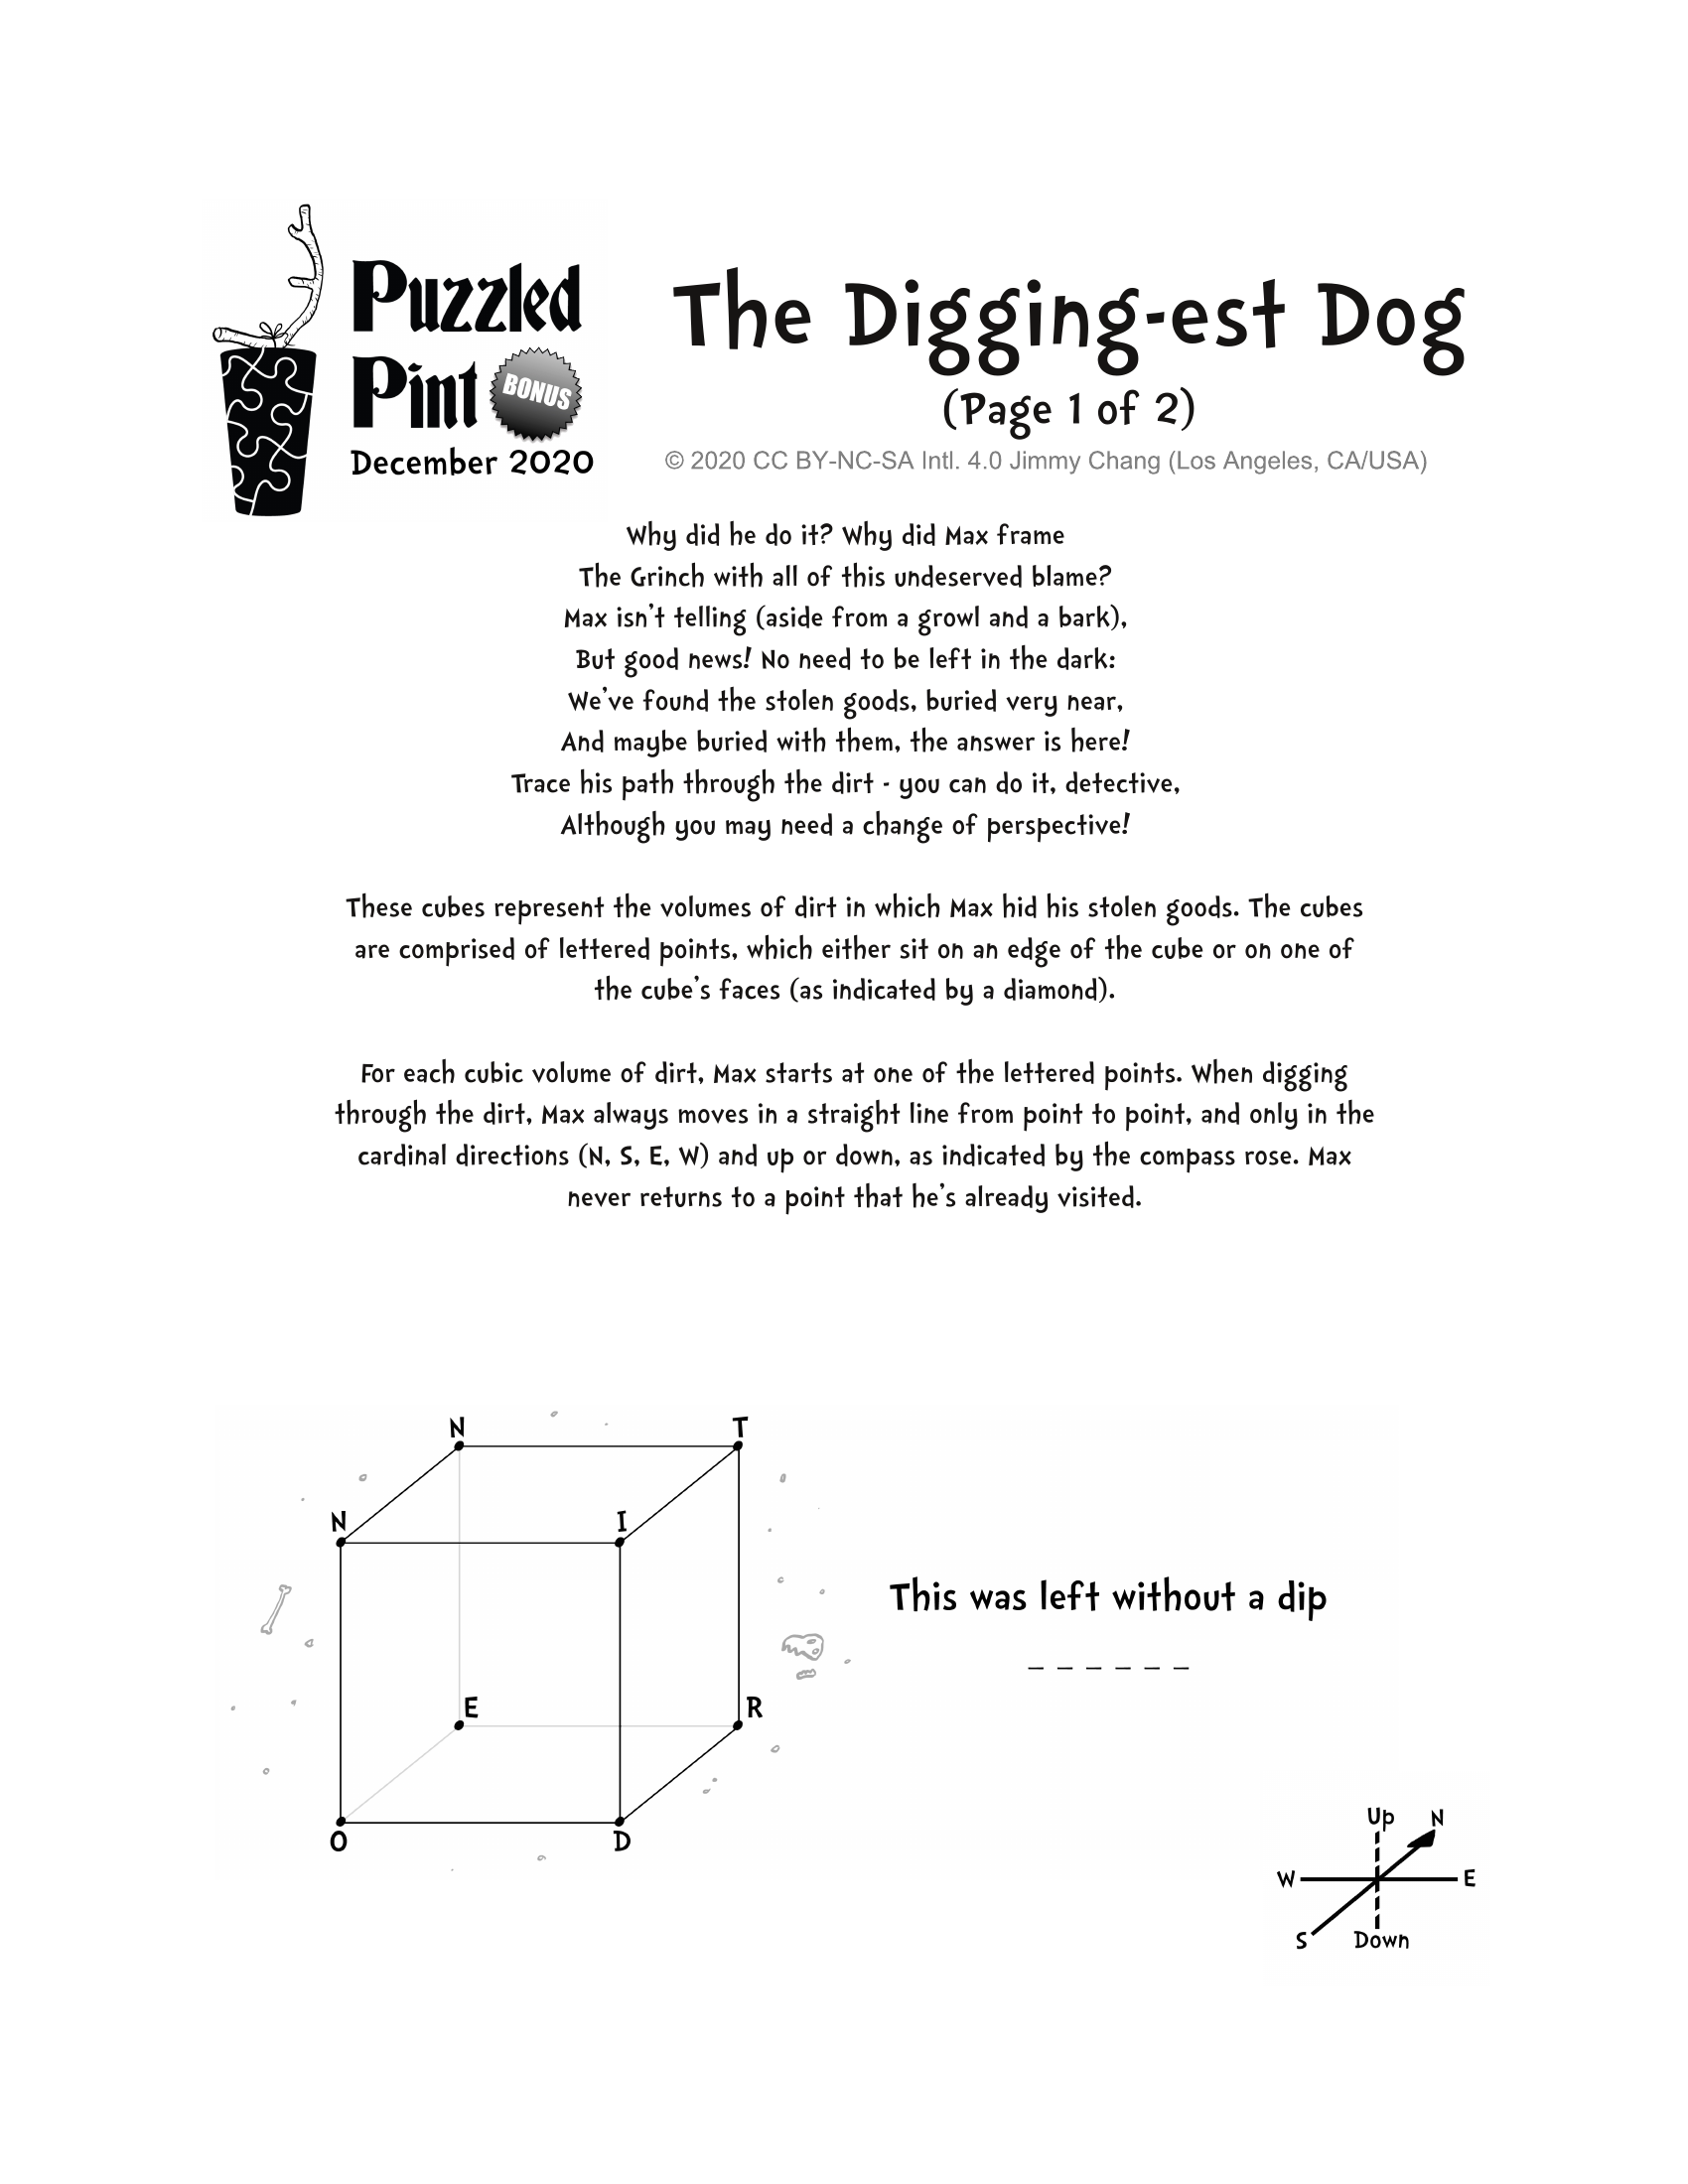 Puzzled
Pint
BONUS
December 2020
The Digging-est Dog
(Page 1 of 2)
© 2020 CC BY-NC-SA Intl. 4.0 Jimmy Chang (Los Angeles, CA/USA)
Why did he do it? Why did Max frame
The Grinch with all of this undeserved blame?
Max isn't telling (aside from a growl and a bark),
But good news! No need to be left in the dark:
We've found the stolen goods, buried very near,
And maybe buried with them, the answer is here!
Trace his path through the dirt - you can do it, detective,
Although you may need a change of perspective!
These cubes represent the volumes of dirt in which Max hid his stolen goods. The cubes
are comprised of lettered points, which either sit on an edge of the cube or on one of
the cube's faces (as indicated by a diamond).
For each cubic volume of dirt, Max starts at one of the lettered points. When digging
through the dirt, Max always moves in a straight line from point to point, and only in the
cardinal directions (N, S, E, W) and up or down, as indicated by the compass rose. Max
never returns to a point that he's already visited.
N T
N I
E R
O D
This was left without a dip
_ _ _ _ _ _
Up N
W E
S Down